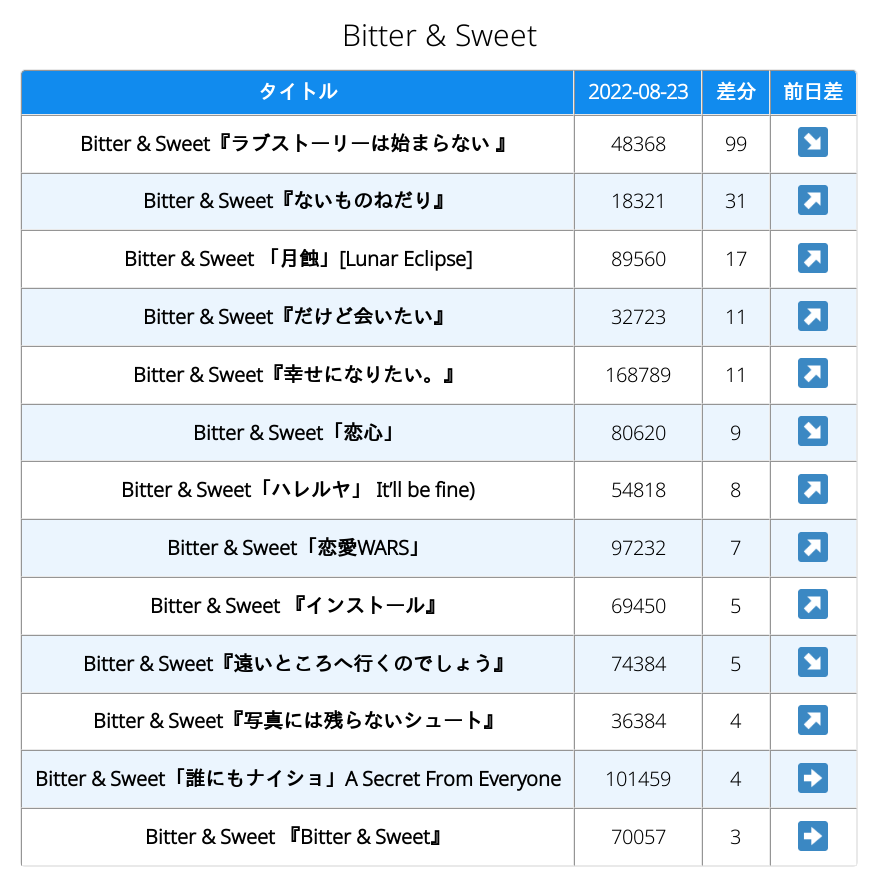 Bitter & Sweet
タイトル 2022-08-23 差分 前日差
Bitter & Sweet『ラブストーリーは始まらない 』 48368 99 ↘
Bitter & Sweet『ないものねだり』 18321 31 ↗
Bitter & Sweet 「月蝕」[Lunar Eclipse] 89560 17 ↗
Bitter & Sweet『だけど会いたい』 32723 11 ↗
Bitter & Sweet『幸せになりたい。』 168789 11 ↗
Bitter & Sweet「恋心」 80620 9 ↘
Bitter & Sweet「ハレルヤ」 It’ll be fine) 54818 8 ↗
Bitter & Sweet「恋愛WARS」 97232 7 ↗
Bitter & Sweet 『インストール』 69450 5 ↗
Bitter & Sweet『遠いところへ行くのでしょう』 74384 5 ↘
Bitter & Sweet『写真には残らないシュート』 36384 4 ↗
Bitter & Sweet「誰にもナイショ」A Secret From Everyone 101459 4 ➡
Bitter & Sweet 『Bitter & Sweet』 70057 3 ➡